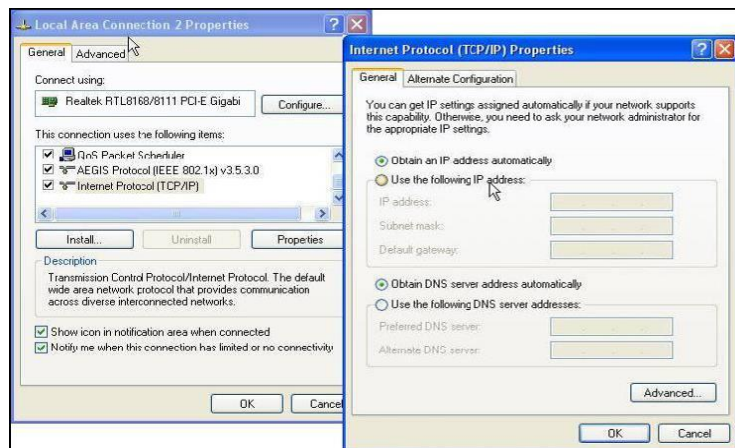 Local Area Connection 2 Properties
General
Advanced
Connect using:
Realtek RTL8168/8111 PCI-E Gigabi
Configure...
This connection uses the following items:
QoS Packet Scheduler
AEGIS Protocol (IEEE 802.1x) v3.5.3.0
Internet Protocol (TCP/IP)
Install...
Uninstall
Properties
Description
Transmission Control Protocol/Internet Protocol. The default
wide area network protocol that provides communication
across diverse interconnected networks.
Show icon in notification area when connected
Notify me when this connection has limited or no connectivity
OK
Cancel
Internet Protocol (TCP/IP) Properties
General
Alternate Configuration
You can get IP settings assigned automatically if your network supports
this capability. Otherwise, you need to ask your network administrator for
the appropriate IP settings.
Obtain an IP address automatically
Use the following IP address:
IP address:
Subnet mask:
Default gateway:
Obtain DNS server address automatically
Use the following DNS server addresses:
Preferred DNS server:
Alternate DNS server:
Advanced...
OK
Cancel